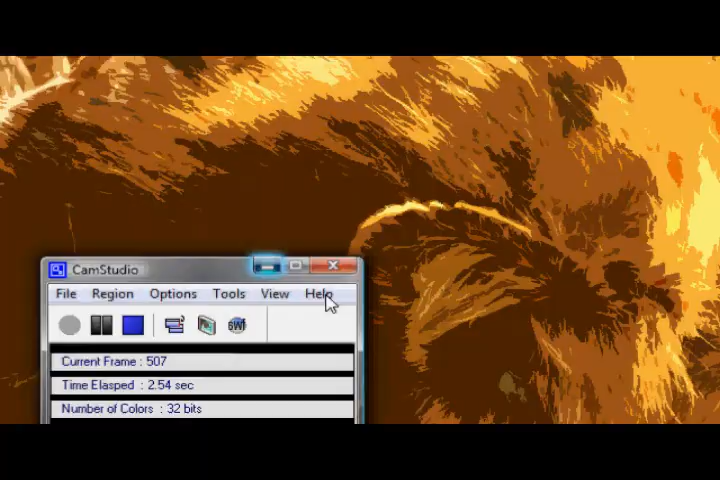 CamStudio
File Region Options Tools View Help
SWF
Current Frame : 507
Time Elasped : 2.54 sec
Number of Colors : 32 bits